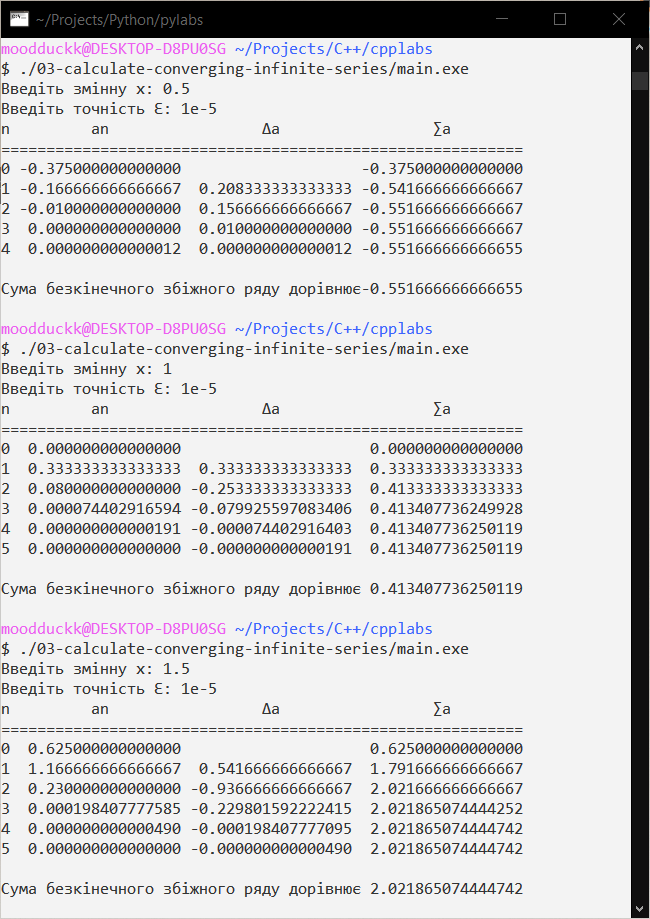 ~/Projects/Python/pylabs
moodduckk@DESKTOP-D8PU0SG ~/Projects/C++/cpplabs
$ ./03-calculate-converging-infinite-series/main.exe
Введіть змінну x: 0.5
Введіть точність Ɛ: 1e-5
n         an                 Δa                 ∑a
==========================================================
0 -0.375000000000000                    -0.375000000000000
1 -0.166666666666667  0.208333333333333 -0.541666666666667
2 -0.010000000000000  0.156666666666667 -0.551666666666667
3  0.000000000000000  0.010000000000000 -0.551666666666667
4  0.000000000000012  0.000000000000012 -0.551666666666655
Сума безкінечного збіжного ряду дорівнює-0.551666666666655
moodduckk@DESKTOP-D8PU0SG ~/Projects/C++/cpplabs
$ ./03-calculate-converging-infinite-series/main.exe
Введіть змінну x: 1
Введіть точність Ɛ: 1e-5
n         an                 Δa                 ∑a
==========================================================
0  0.000000000000000                     0.000000000000000
1  0.333333333333333  0.333333333333333  0.333333333333333
2  0.080000000000000 -0.253333333333333  0.413333333333333
3  0.000074402916594 -0.079925597083406  0.413407736249928
4  0.000000000000191 -0.000074402916403  0.413407736250119
5  0.000000000000000 -0.000000000000191  0.413407736250119
Сума безкінечного збіжного ряду дорівнює 0.413407736250119
moodduckk@DESKTOP-D8PU0SG ~/Projects/C++/cpplabs
$ ./03-calculate-converging-infinite-series/main.exe
Введіть змінну x: 1.5
Введіть точність Ɛ: 1e-5
n         an                 Δa                 ∑a
==========================================================
0  0.625000000000000                     0.625000000000000
1  1.166666666666667  0.541666666666667  1.791666666666667
2  0.230000000000000 -0.936666666666667  2.021666666666667
3  0.000198407777585 -0.229801592222415  2.021865074444252
4  0.000000000000490 -0.000198407777095  2.021865074444742
5  0.000000000000000 -0.000000000000490  2.021865074444742
Сума безкінечного збіжного ряду дорівнює 2.021865074444742